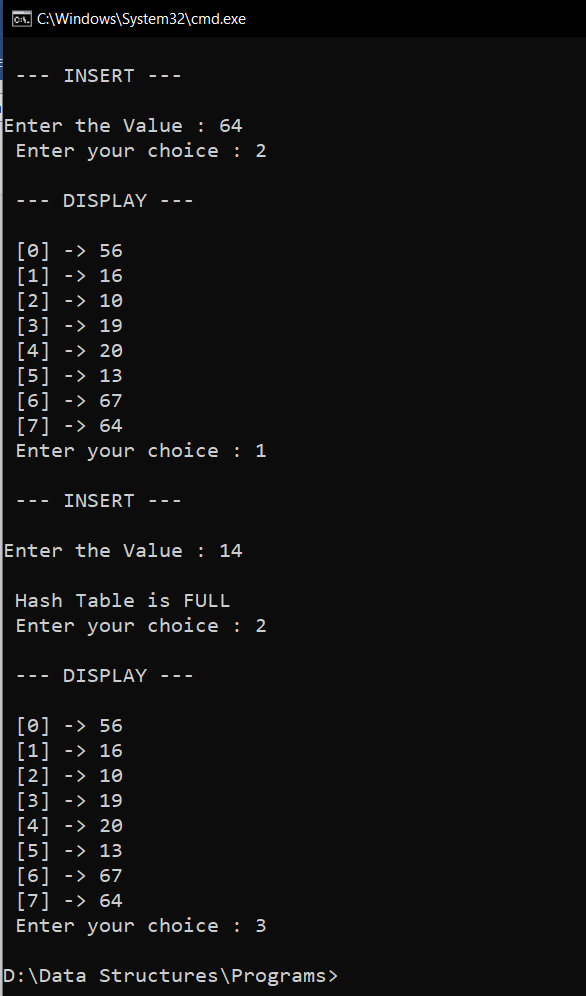 C:\Windows\System32\cmd.exe
--- INSERT ---
Enter the Value : 64
Enter your choice : 2
--- DISPLAY ---
[0] -> 56
[1] -> 16
[2] -> 10
[3] -> 19
[4] -> 20
[5] -> 13
[6] -> 67
[7] -> 64
Enter your choice : 1
--- INSERT ---
Enter the Value : 14
Hash Table is FULL
Enter your choice : 2
--- DISPLAY ---
[0] -> 56
[1] -> 16
[2] -> 10
[3] -> 19
[4] -> 20
[5] -> 13
[6] -> 67
[7] -> 64
Enter your choice : 3
D:\Data Structures\Programs>